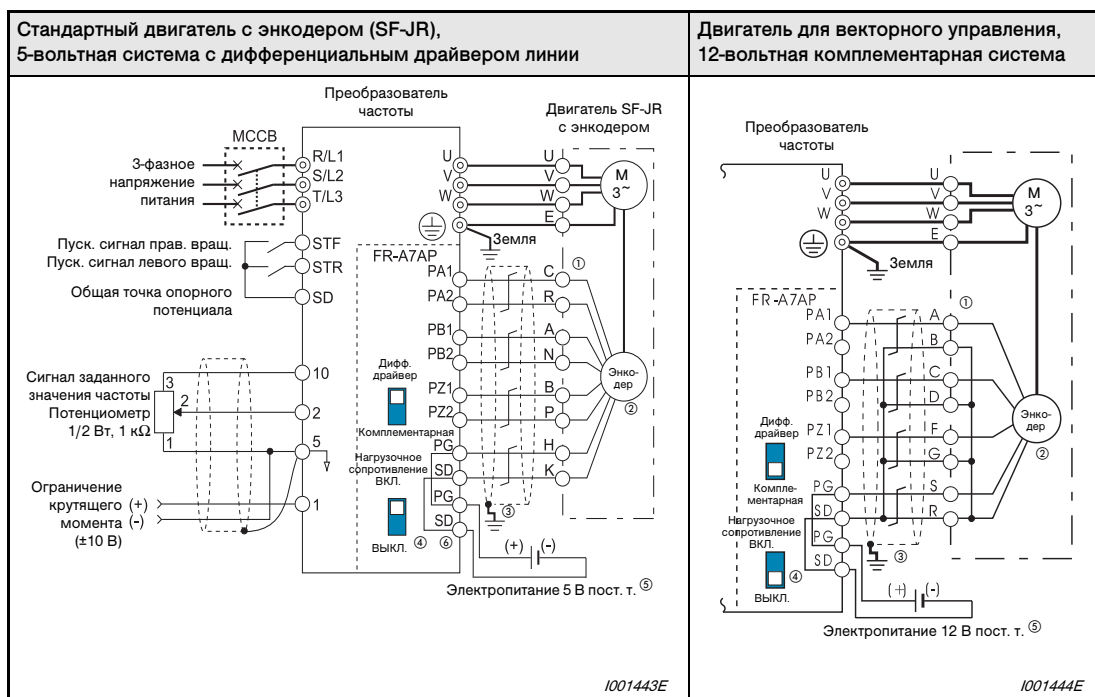 Стандартный двигатель с энкодером (SF-JR),
5-вольтная система с дифференциальным драйвером линии
Преобразователь
частоты
Двигатель SF-JR
с энкодером
MCCB
3-фазное
напряжение
питания
R/L1
S/L2
T/L3
U
V
W
U
V
W
E
M
3~
Земля
Пуск. сигнал прав. вращ.
Пуск. сигнал левого вращ.
Общая точка опорного
потенциала
STF
STR
SD
FR-A7AP
PA1
PA2
PB1
PB2
PZ1
PZ2
PG
SD
PG
SD
C
R
A
N
B
P
H
K
①
Энко-
дер
②
Дифф.
драйвер
Комплементарная
Нагрузочное
сопротивление
ВКЛ.
ВЫКЛ.
④
⑥
③
(+)
(-)
Электропитание 5 В пост. т. ⑤
Сигнал заданного
значения частоты
Потенциометр
1/2 Вт, 1 кΩ
3
2
1
10
2
5
1
Ограничение
крутящего (+)
момента (-)
(±10 В)
I001443E
Двигатель для векторного управления,
12-вольтная комплементарная система
Преобразователь
частоты
U
V
W
U
V
W
E
M
3~
Земля
FR-A7AP
PA1
PA2
PB1
PB2
PZ1
PZ2
PG
SD
PG
SD
A
B
C
D
F
G
S
R
①
Энко-
дер
②
Дифф.
драйвер
Компле-
ментарная
Нагрузочное
сопротивление
ВКЛ.
ВЫКЛ.
④
③
(+)
(-)
Электропитание 12 В пост. т. ⑤
I001444E